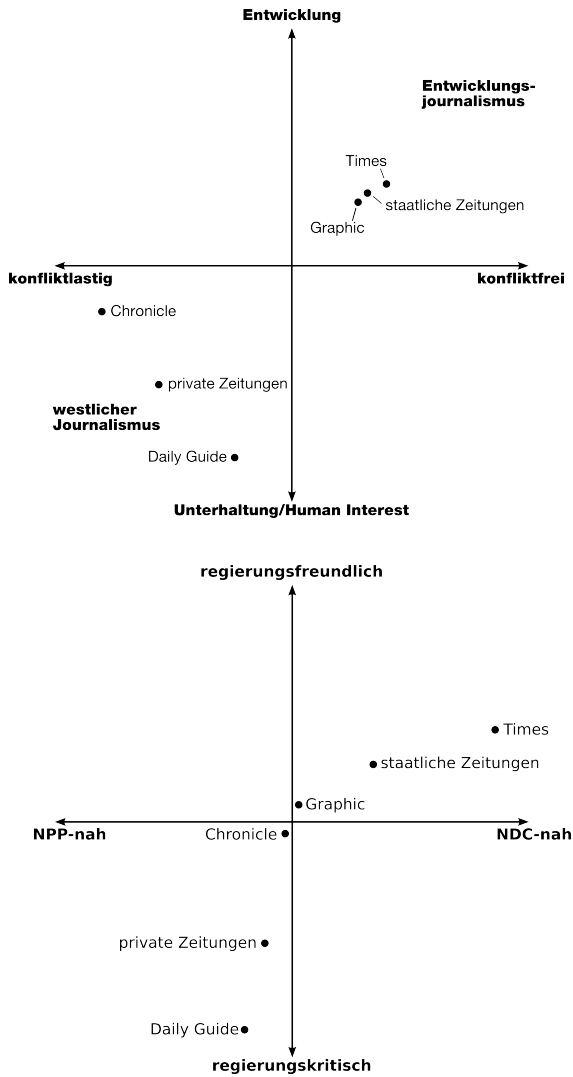 Entwicklung
Entwicklungs-
journalismus
Times
staatliche Zeitungen
Graphic
konfliktlastig
konfliktfrei
Chronicle
private Zeitungen
westlicher
Journalismus
Daily Guide
Unterhaltung/Human Interest
regierungsfreundlich
Times
staatliche Zeitungen
Graphic
Chronicle
NPP-nah
NDC-nah
private Zeitungen
Daily Guide
regierungskritisch